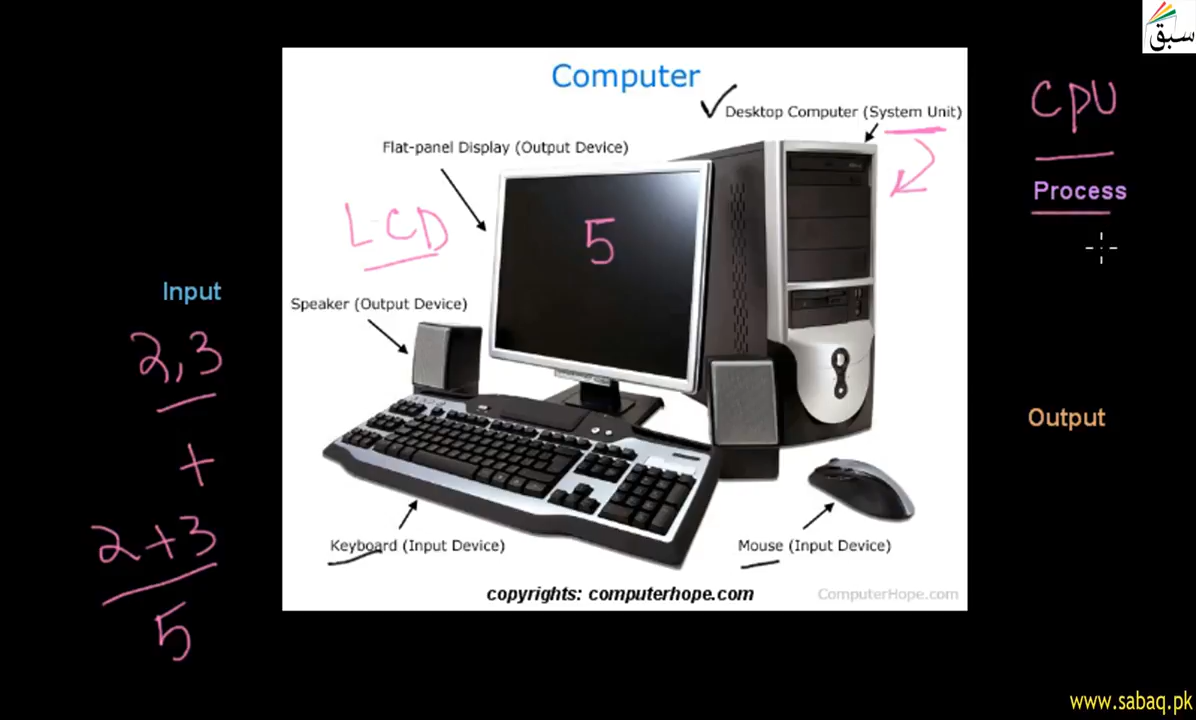 سبق
Computer
CPU
Desktop Computer (System Unit)
Flat-panel Display (Output Device)
Process
LCD
5
Input
Speaker (Output Device)
2,3
Output
+
2+3
Keyboard (Input Device)
Mouse (Input Device)
5
copyrights: computerhope.com
ComputerHope.com
www.sabaq.pk